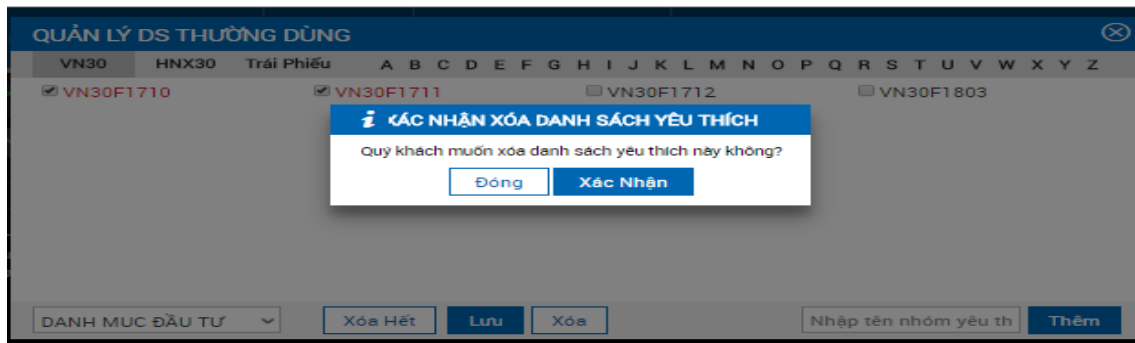 QUẢN LÝ DS THƯỜNG DÙNG
VN30 HNX30 Trái Phiếu A B C D E F G H I J K L M N O P Q R S T U V W X Y Z
VN30F1710 VN30F1711 VN30F1712 VN30F1803
XÁC NHẬN XÓA DANH SÁCH YÊU THÍCH
Quý khách muốn xóa danh sách yêu thích này không?
Đóng Xác Nhận
DANH MỤC ĐẦU TƯ Xóa Hết Lưu Xóa Nhập tên nhóm yêu th Thêm